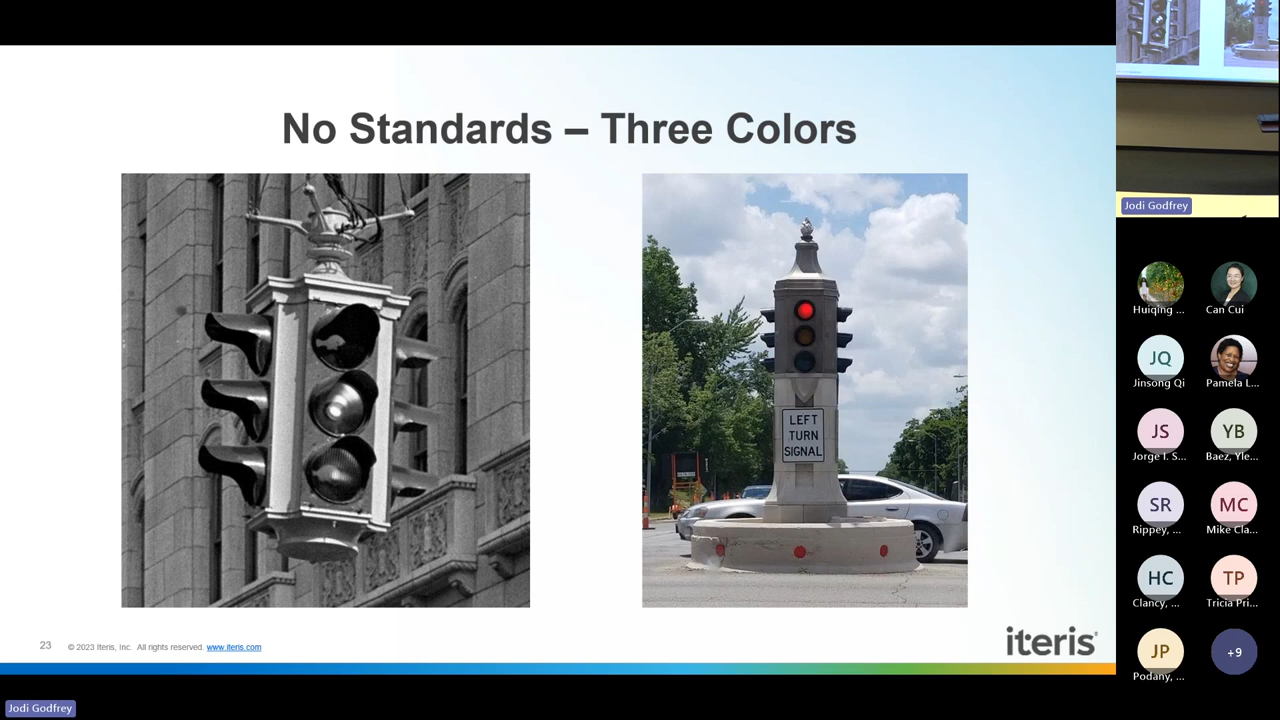 No Standards – Three Colors
LEFT
TURN
SIGNAL
23
© 2023 Iteris, Inc. All rights reserved. www.iteris.com
iteris
Jodi Godfrey
Jodi Godfrey
Huiqing ...
Can Cui
JQ
Jinsong Qi
Pamela L...
JS
Jorge I. S...
YB
Baez, Yle...
SR
Rippey, ...
MC
Mike Cla...
HC
Clancy, ...
TP
Tricia Pri...
JP
Podany, ...
+9